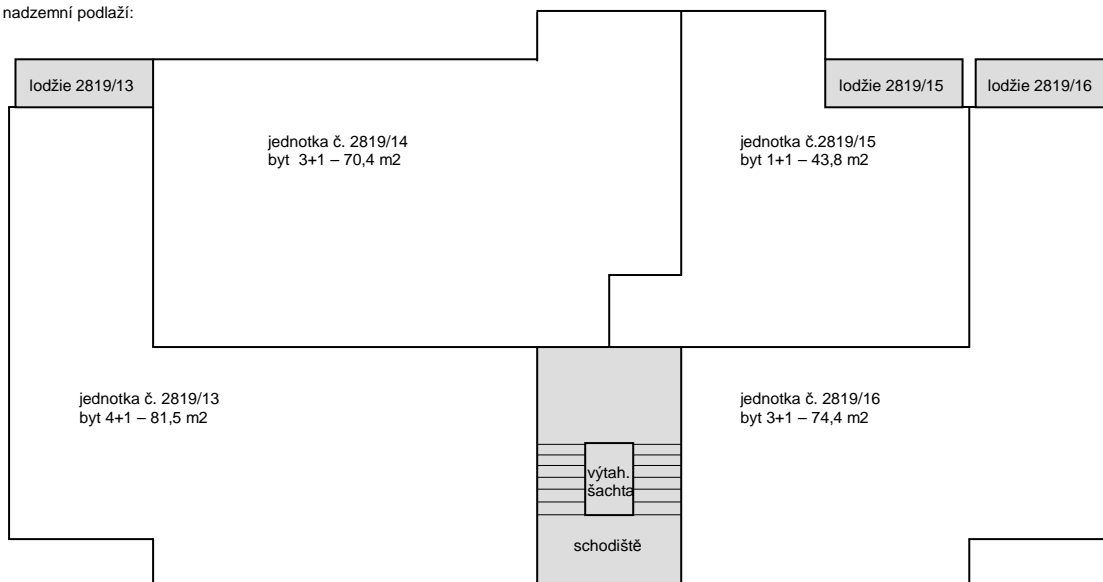 nadzemní podlaží:
lodžie 2819/13
lodžie 2819/15
lodžie 2819/16
jednotka č. 2819/14
byt  3+1 – 70,4 m2
jednotka č.2819/15
byt 1+1 – 43,8 m2
jednotka č. 2819/13
byt 4+1 – 81,5 m2
jednotka č. 2819/16
byt 3+1 – 74,4 m2
výtah.
šachta
schodiště